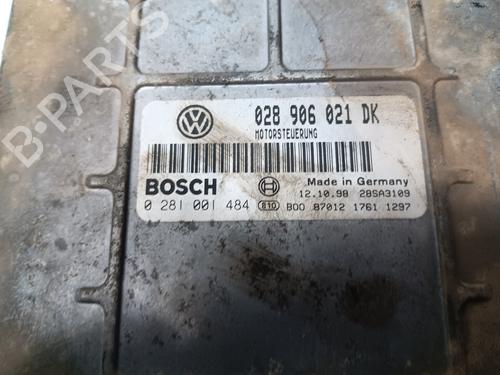 B-PARTS
028 906 021 DK
MOTORSTEUERUNG
BOSCH
Made in Germany
12.10.98 28SA3109
0 281 001 484 810 B00 87012 1761 1297